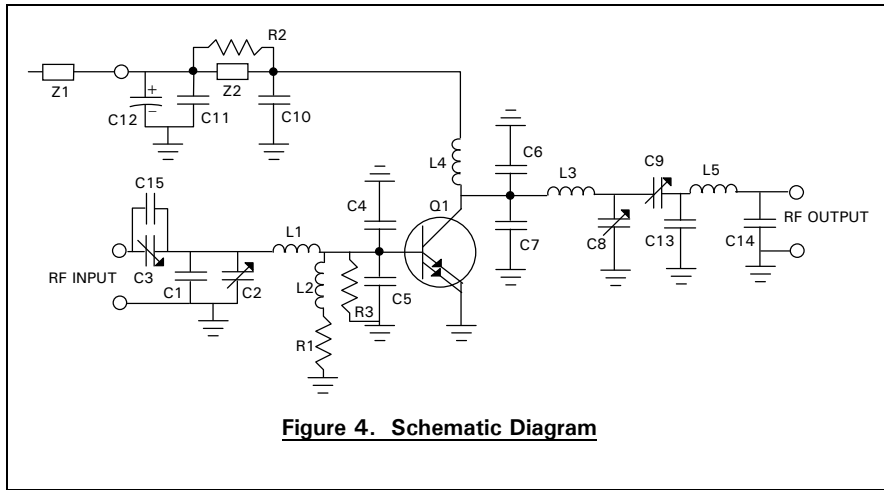 R2
Z1
Z2
+
–
C12
C11
C10
L4
C6
L3
C9
L5
C15
C4
Q1
L1
RF OUTPUT
C7
C8
C13
C14
RF INPUT
C3
C1
C2
L2
R3
C5
R1
Figure 4. Schematic Diagram